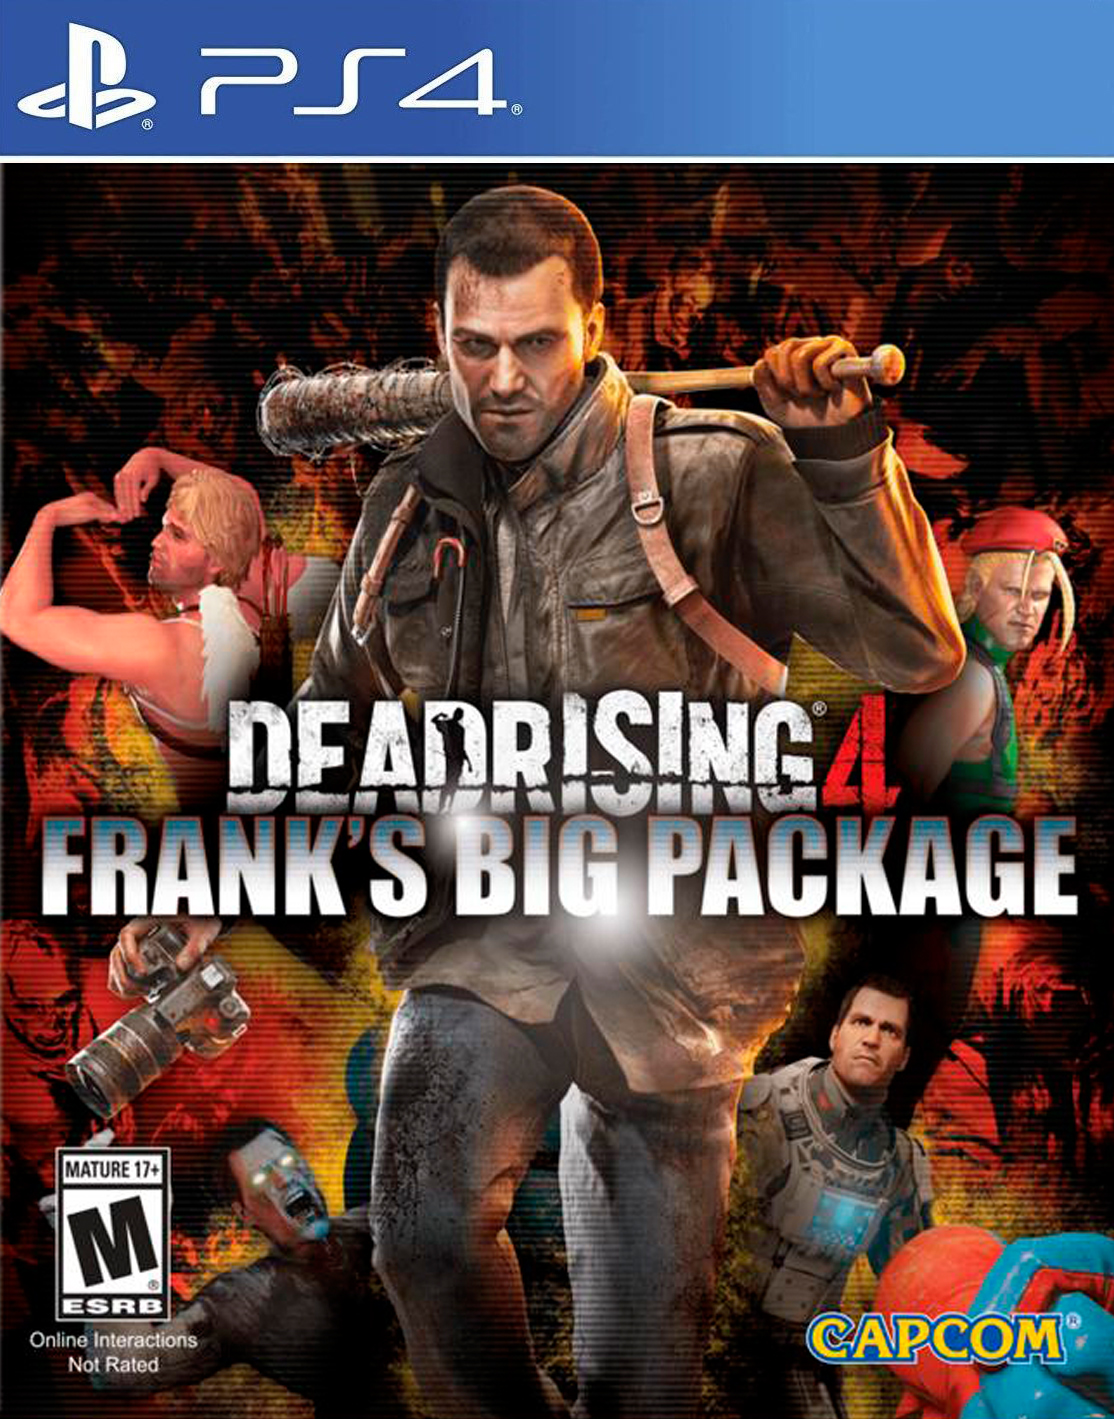 PS4®
DEADRISING®4
FRANK'S BIG PACKAGE
MATURE 17+
M®
ESRB
Online Interactions
Not Rated
CAPCOM®